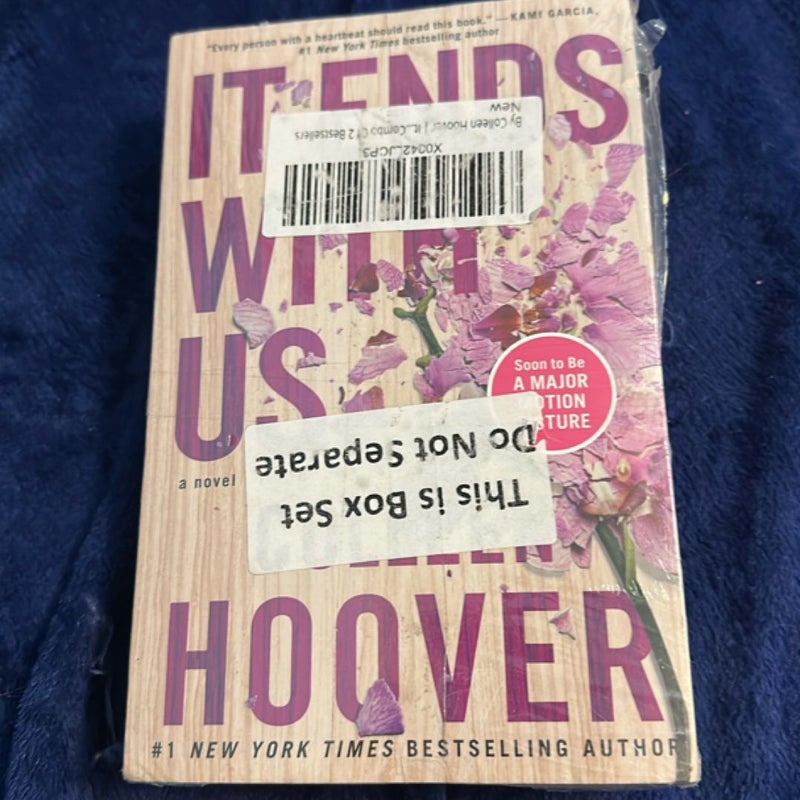 "Every person with a heartbeat should read this book." —KAMI GARCIA,
#1 New York Times bestselling author
IT ENDS
WITH
US
a novel
COLLEEN
HOOVER
#1 NEW YORK TIMES BESTSELLING AUTHOR
Soon to Be
A MAJOR
MOTION
PICTURE
X0042LJCP3
By Colleen Hoover | It...Combo Of 2 Bestsellers
New
This is Box Set
Do Not Separate